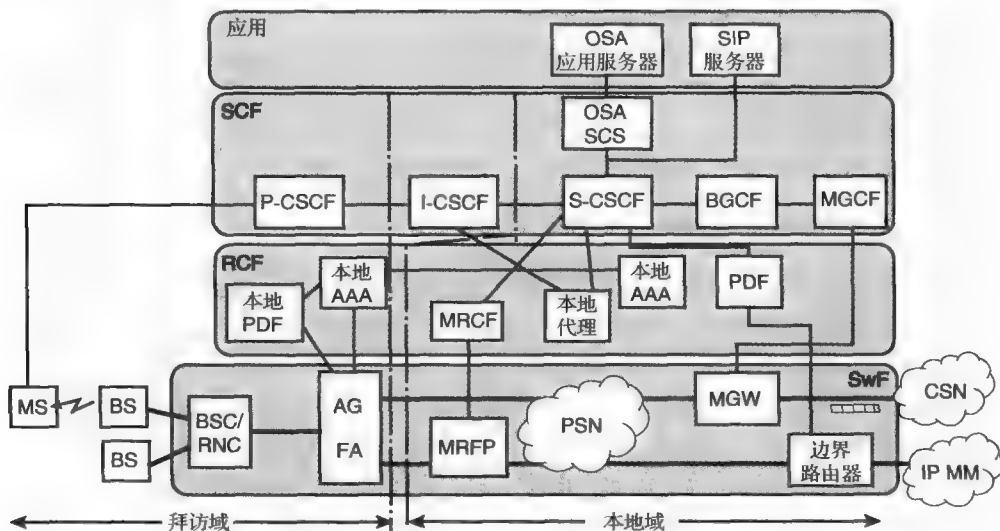 应用
OSA
应用服务器
SIP
服务器
SCF
OSA
SCS
P-CSCF
I-CSCF
S-CSCF
BGCF
MGCF
RCF
本地
AAA
本地
PDF
MRCF
本地
代理
本地
AAA
PDF
SwF
MS
BS
BS
BSC/
RNC
AG
FA
MRFP
PSN
MGW
边界
路由器
CSN
IP MM
拜访域
本地域